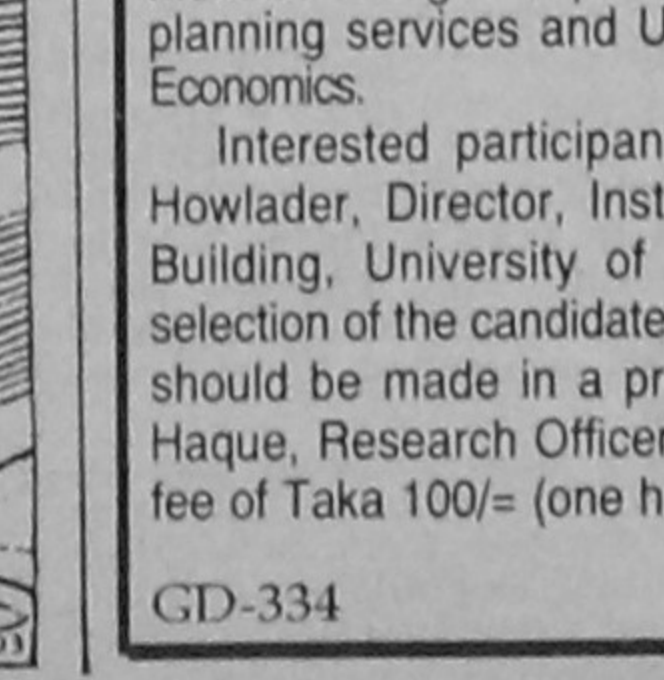 planning services and U
Economics.
Interested participan
Howlader, Director, Inst
Building, University of
selection of the candidate
should be made in a pr
Haque, Research Officer
fee of Taka 100/= (one h
GD-334